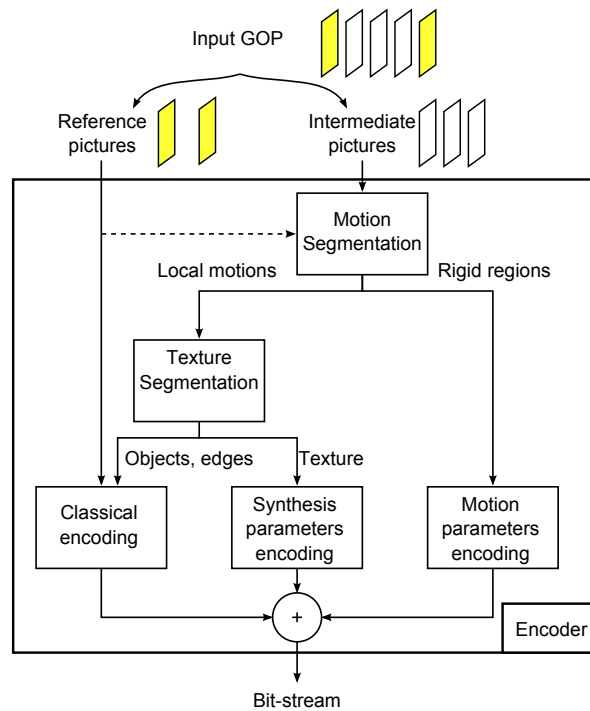 Input GOP
Reference
pictures
Intermediate
pictures
Motion
Segmentation
Local motions
Rigid regions
Texture
Segmentation
Objects, edges
Texture
Classical
encoding
Synthesis
parameters
encoding
Motion
parameters
encoding
+
Encoder
Bit-stream